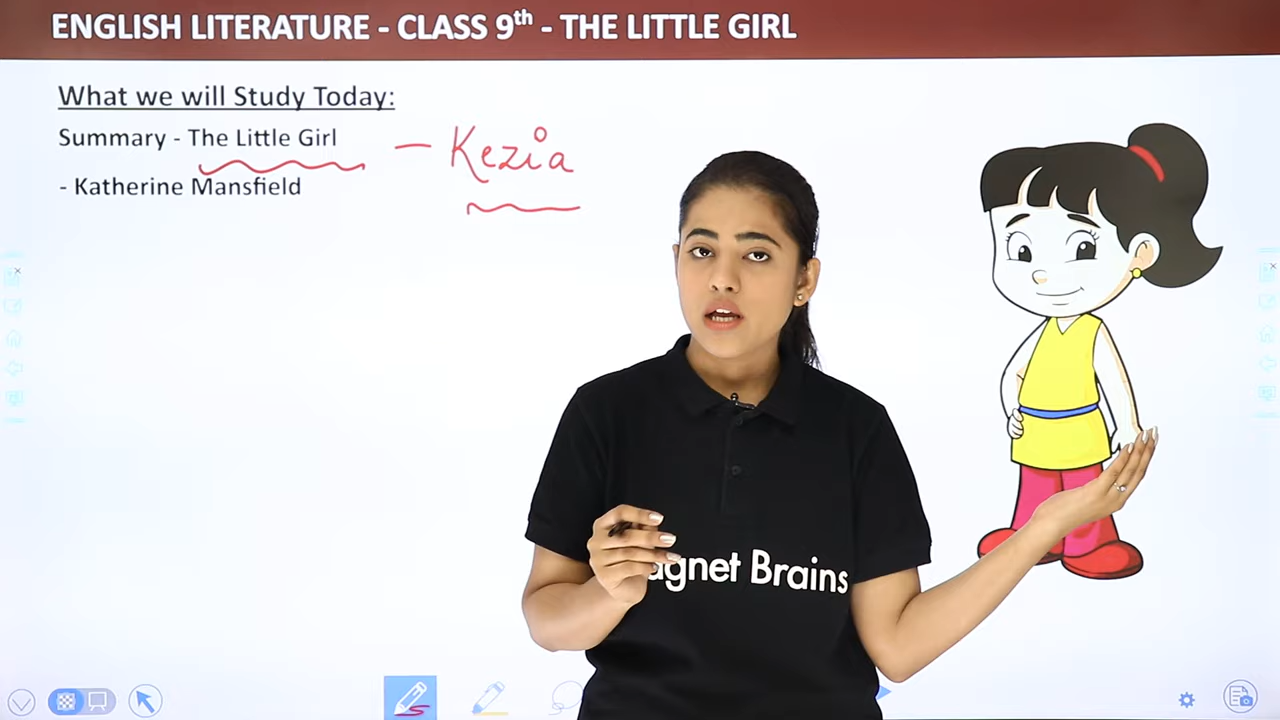 ENGLISH LITERATURE - CLASS 9th - THE LITTLE GIRL
What we will Study Today:
Summary - The Little Girl - Kezia
- Katherine Mansfield
agnet Brains